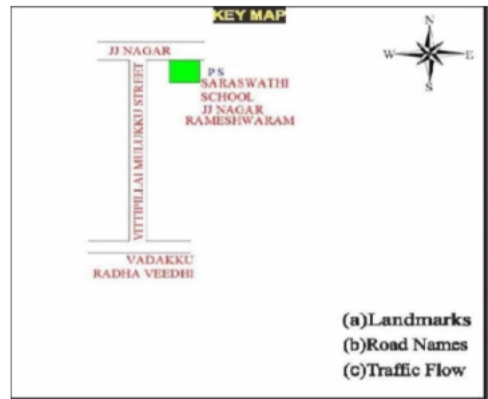 KEY MAP
N
W
E
S
JJ NAGAR
P S
SARASWATHI
SCHOOL
JJ NAGAR
RAMESHWARAM
VITTIPILLAI MULUKKU STREET
VADAKKU
RADHA VEEDHI
(a)Landmarks
(b)Road Names
(c)Traffic Flow